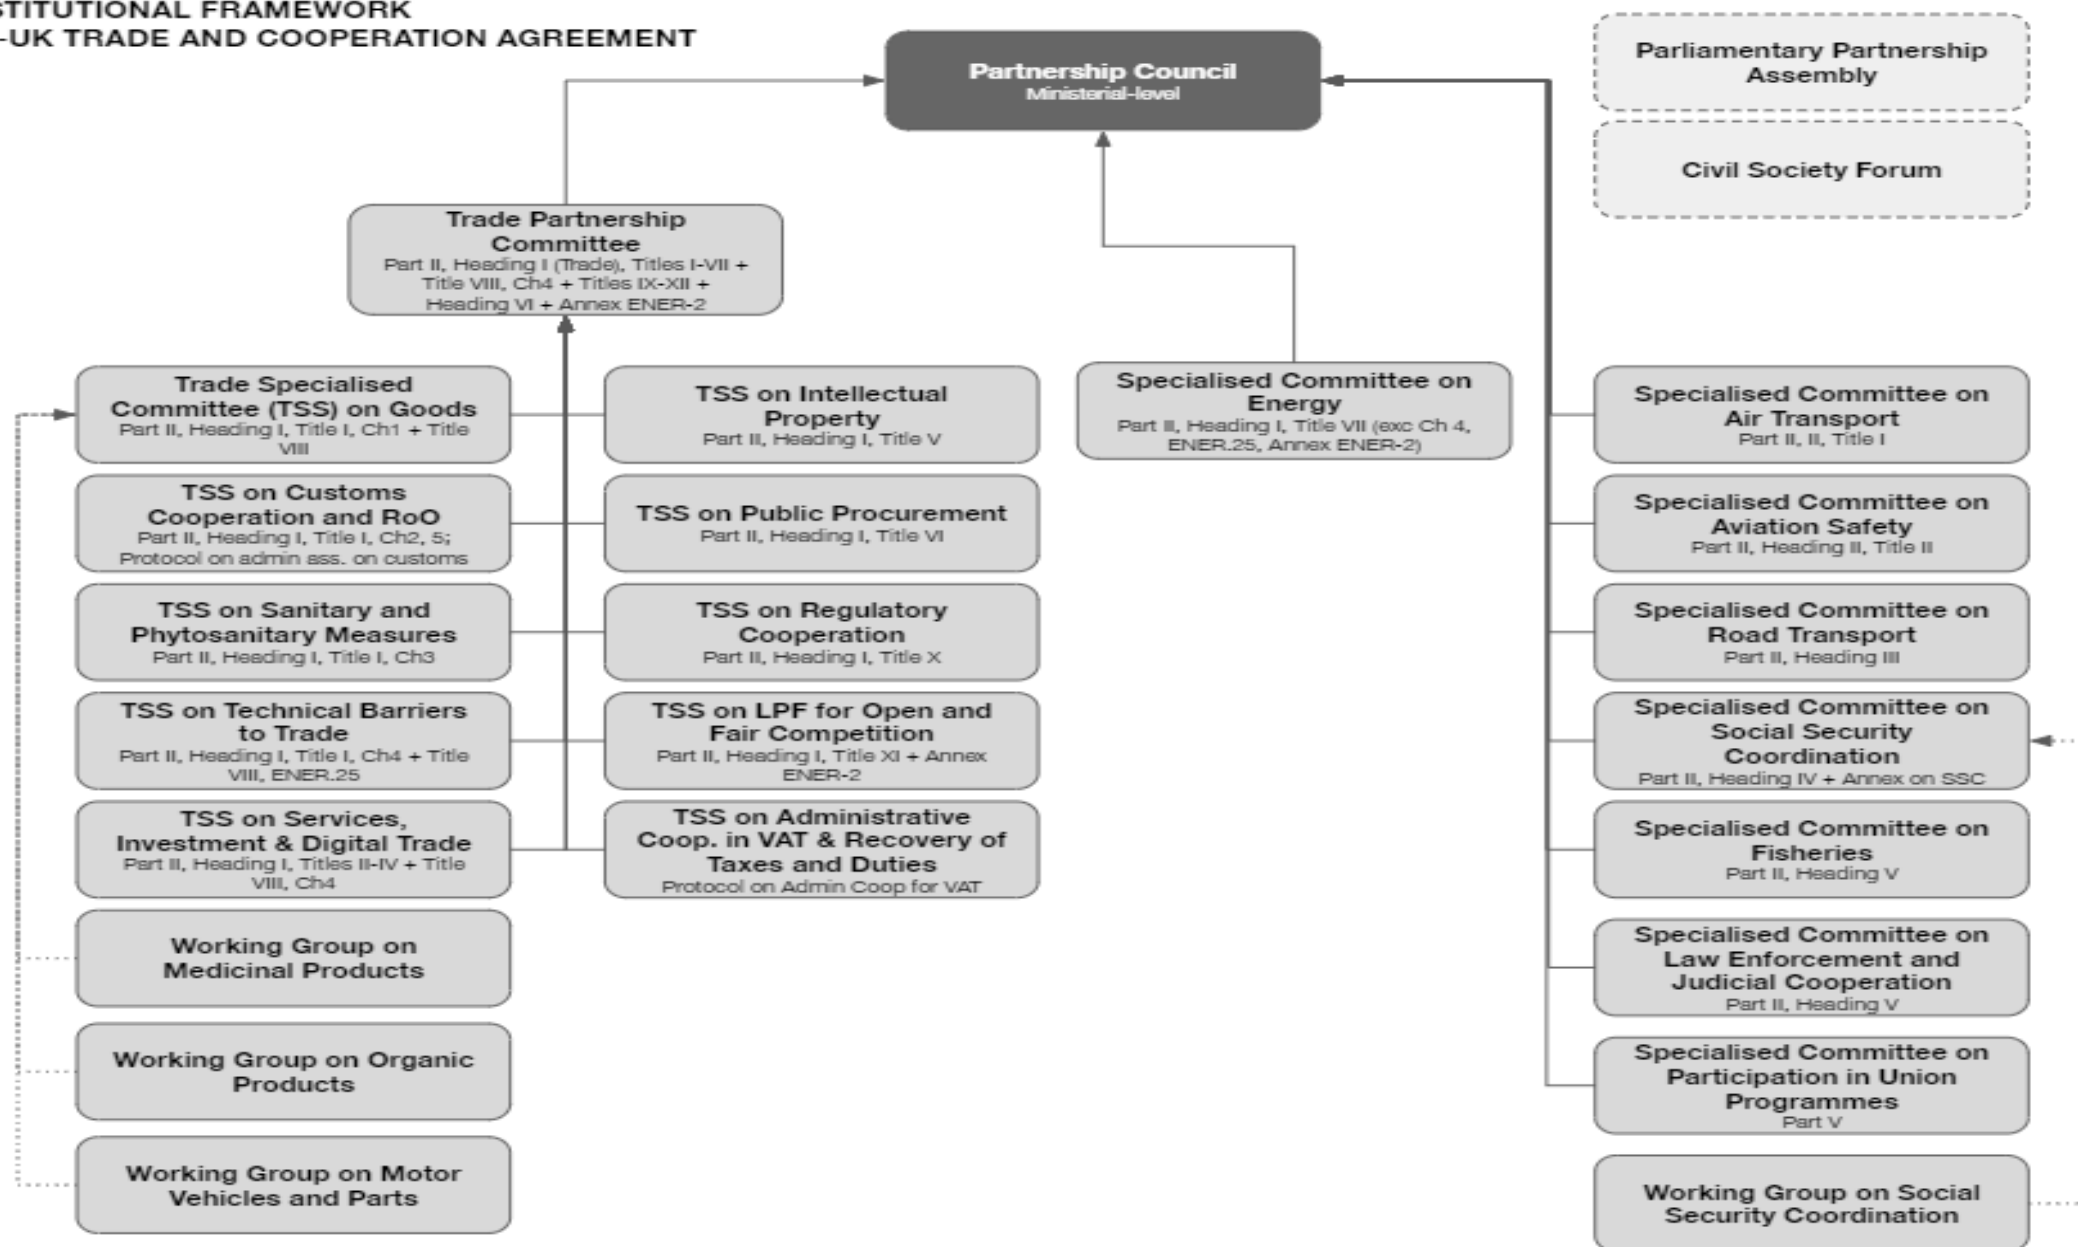 STITUTIONAL FRAMEWORK
-UK TRADE AND COOPERATION AGREEMENT
Partnership Council
Ministerial-level
Parliamentary Partnership
Assembly
Civil Society Forum
Trade Partnership
Committee
Part II, Heading I (Trade), Titles I-VII +
Title VIII, Ch4 + Titles IX-XII +
Heading VI + Annex ENER-2
Trade Specialised
Committee (TSS) on Goods
Part II, Heading I, Title I, Ch1 + Title
VIII
TSS on Customs
Cooperation and RoO
Part II, Heading I, Title I, Ch2, 5;
Protocol on admin ass. on customs
TSS on Sanitary and
Phytosanitary Measures
Part II, Heading I, Title I, Ch3
TSS on Technical Barriers
to Trade
Part II, Heading I, Title I, Ch4 + Title
VIII, ENER.25
TSS on Services,
Investment & Digital Trade
Part II, Heading I, Titles II-IV + Title
VIII, Ch4
Working Group on
Medicinal Products
Working Group on Organic
Products
Working Group on Motor
Vehicles and Parts
TSS on Intellectual
Property
Part II, Heading I, Title V
TSS on Public Procurement
Part II, Heading I, Title VI
TSS on Regulatory
Cooperation
Part II, Heading I, Title X
TSS on LPF for Open and
Fair Competition
Part II, Heading I, Title XI + Annex
ENER-2
TSS on Administrative
Coop. in VAT & Recovery of
Taxes and Duties
Protocol on Admin Coop for VAT
Specialised Committee on
Energy
Part II, Heading I, Title VII (exc Ch 4,
ENER.25, Annex ENER-2)
Specialised Committee on
Air Transport
Part II, II, Title I
Specialised Committee on
Aviation Safety
Part II, Heading II, Title II
Specialised Committee on
Road Transport
Part II, Heading III
Specialised Committee on
Social Security
Coordination
Part II, Heading IV + Annex on SSC
Specialised Committee on
Fisheries
Part II, Heading V
Specialised Committee on
Law Enforcement and
Judicial Cooperation
Part II, Heading V
Specialised Committee on
Participation in Union
Programmes
Part V
Working Group on Social
Security Coordination